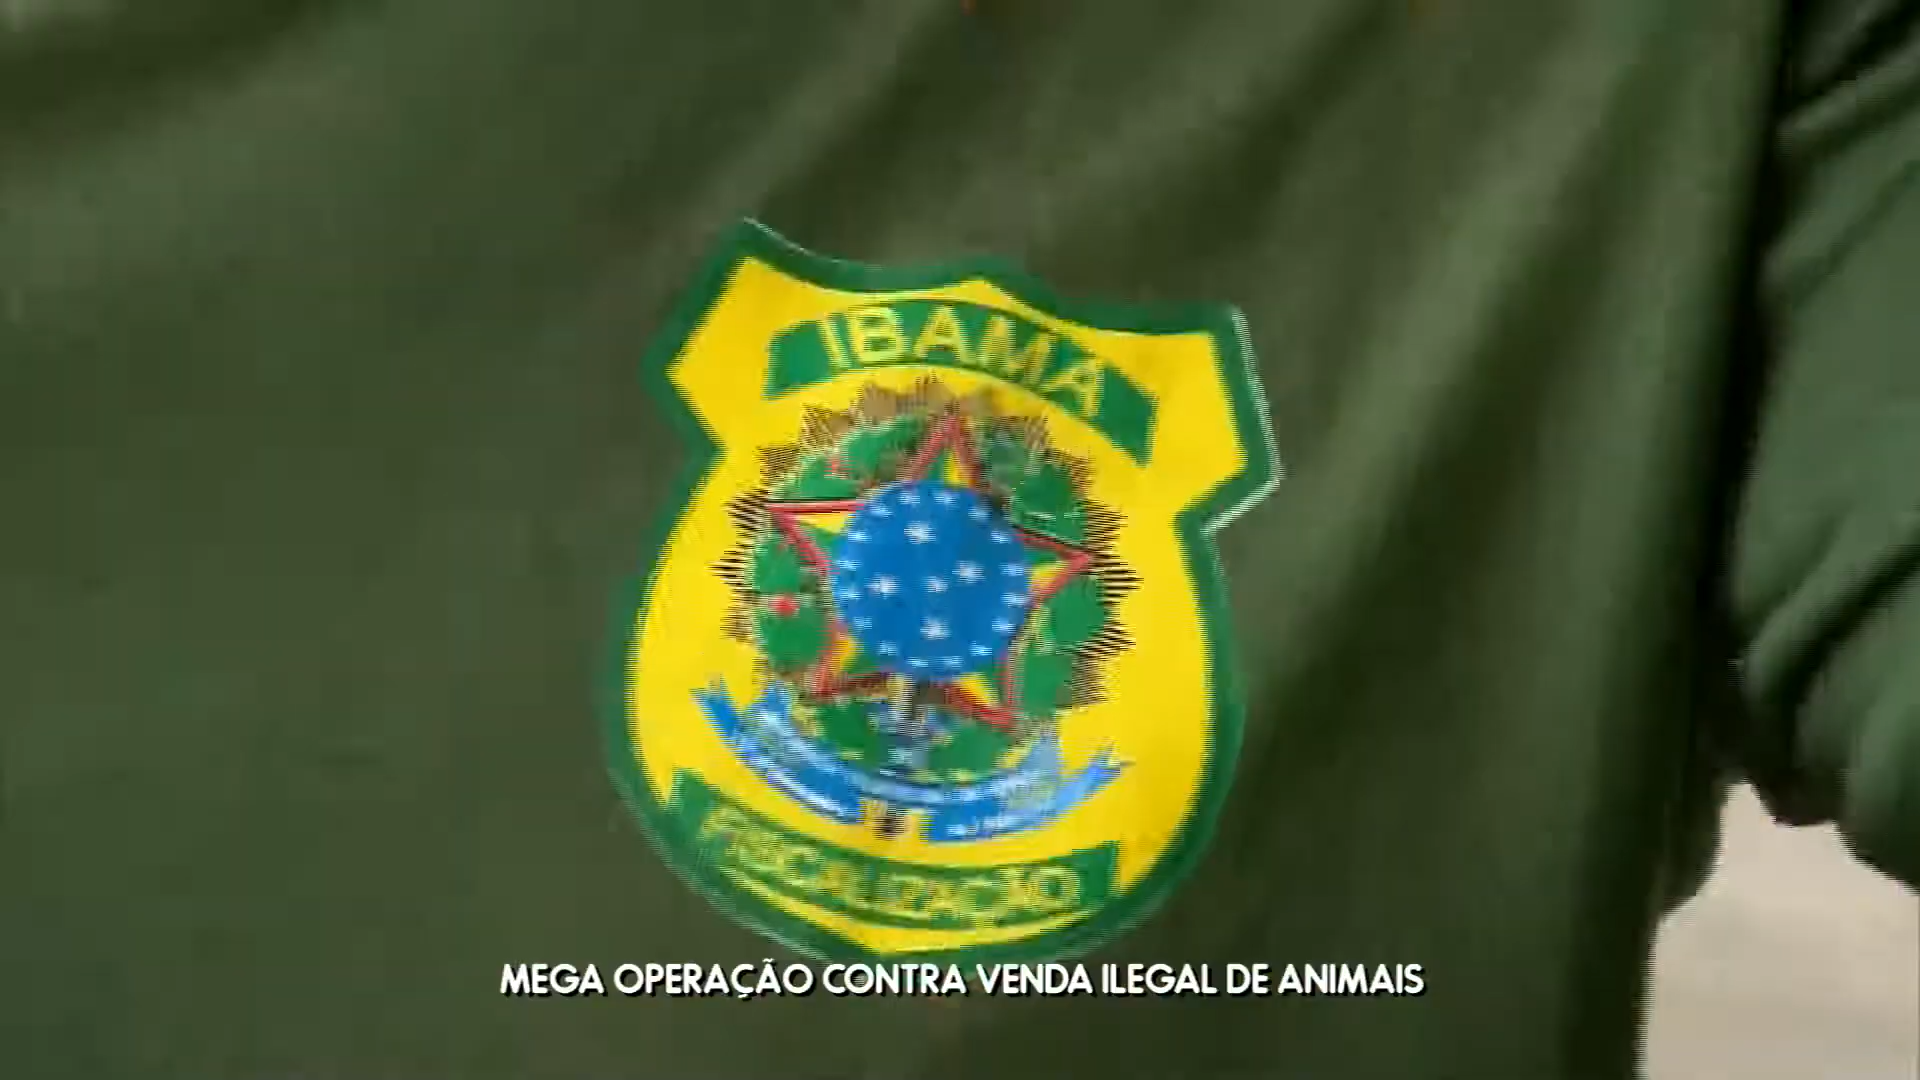 IBAMA
FISCALIZAÇÃO
MEGA OPERAÇÃO CONTRA VENDA ILEGAL DE ANIMAIS